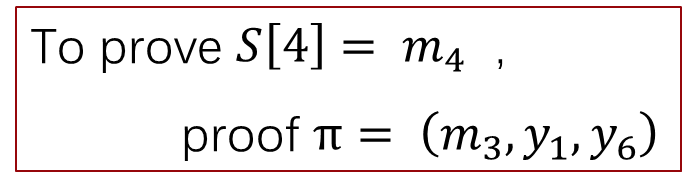 To prove S[4] = m₄ ,
proof π = (m₃, y₁, y₆)